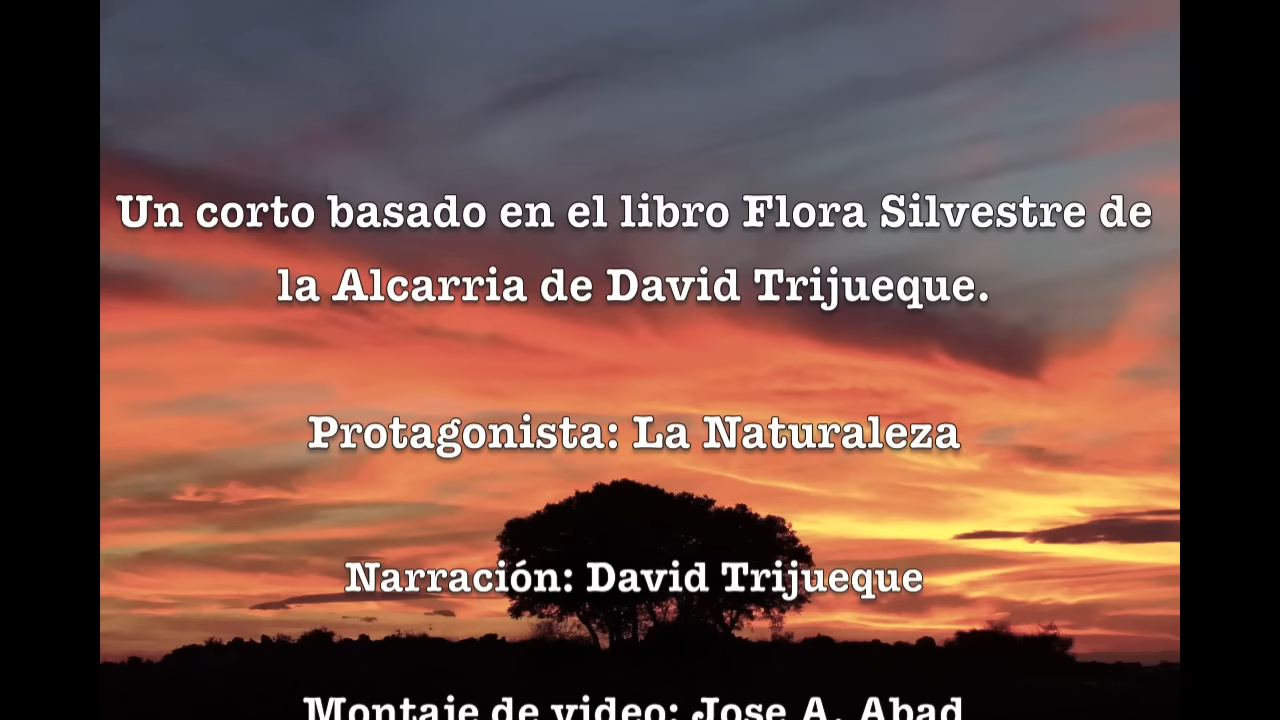 Un corto basado en el libro Flora Silvestre de
la Alcarria de David Trijueque.
Protagonista: La Naturaleza
Narración: David Trijueque
Montaje de video: Jose A. Abad